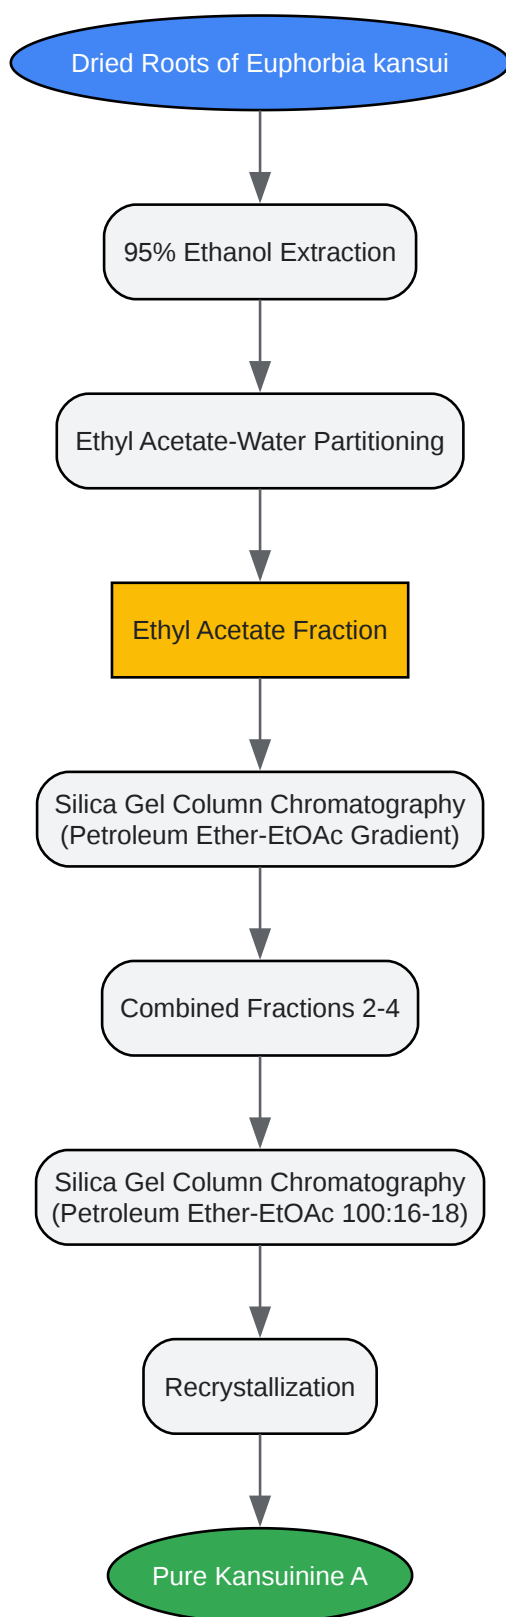 Dried Roots of Euphorbia kansui
95% Ethanol Extraction
Ethyl Acetate-Water Partitioning
Ethyl Acetate Fraction
Silica Gel Column Chromatography
(Petroleum Ether-EtOAc Gradient)
Combined Fractions 2-4
Silica Gel Column Chromatography
(Petroleum Ether-EtOAc 100:16-18)
Recrystallization
Pure Kansuinine A